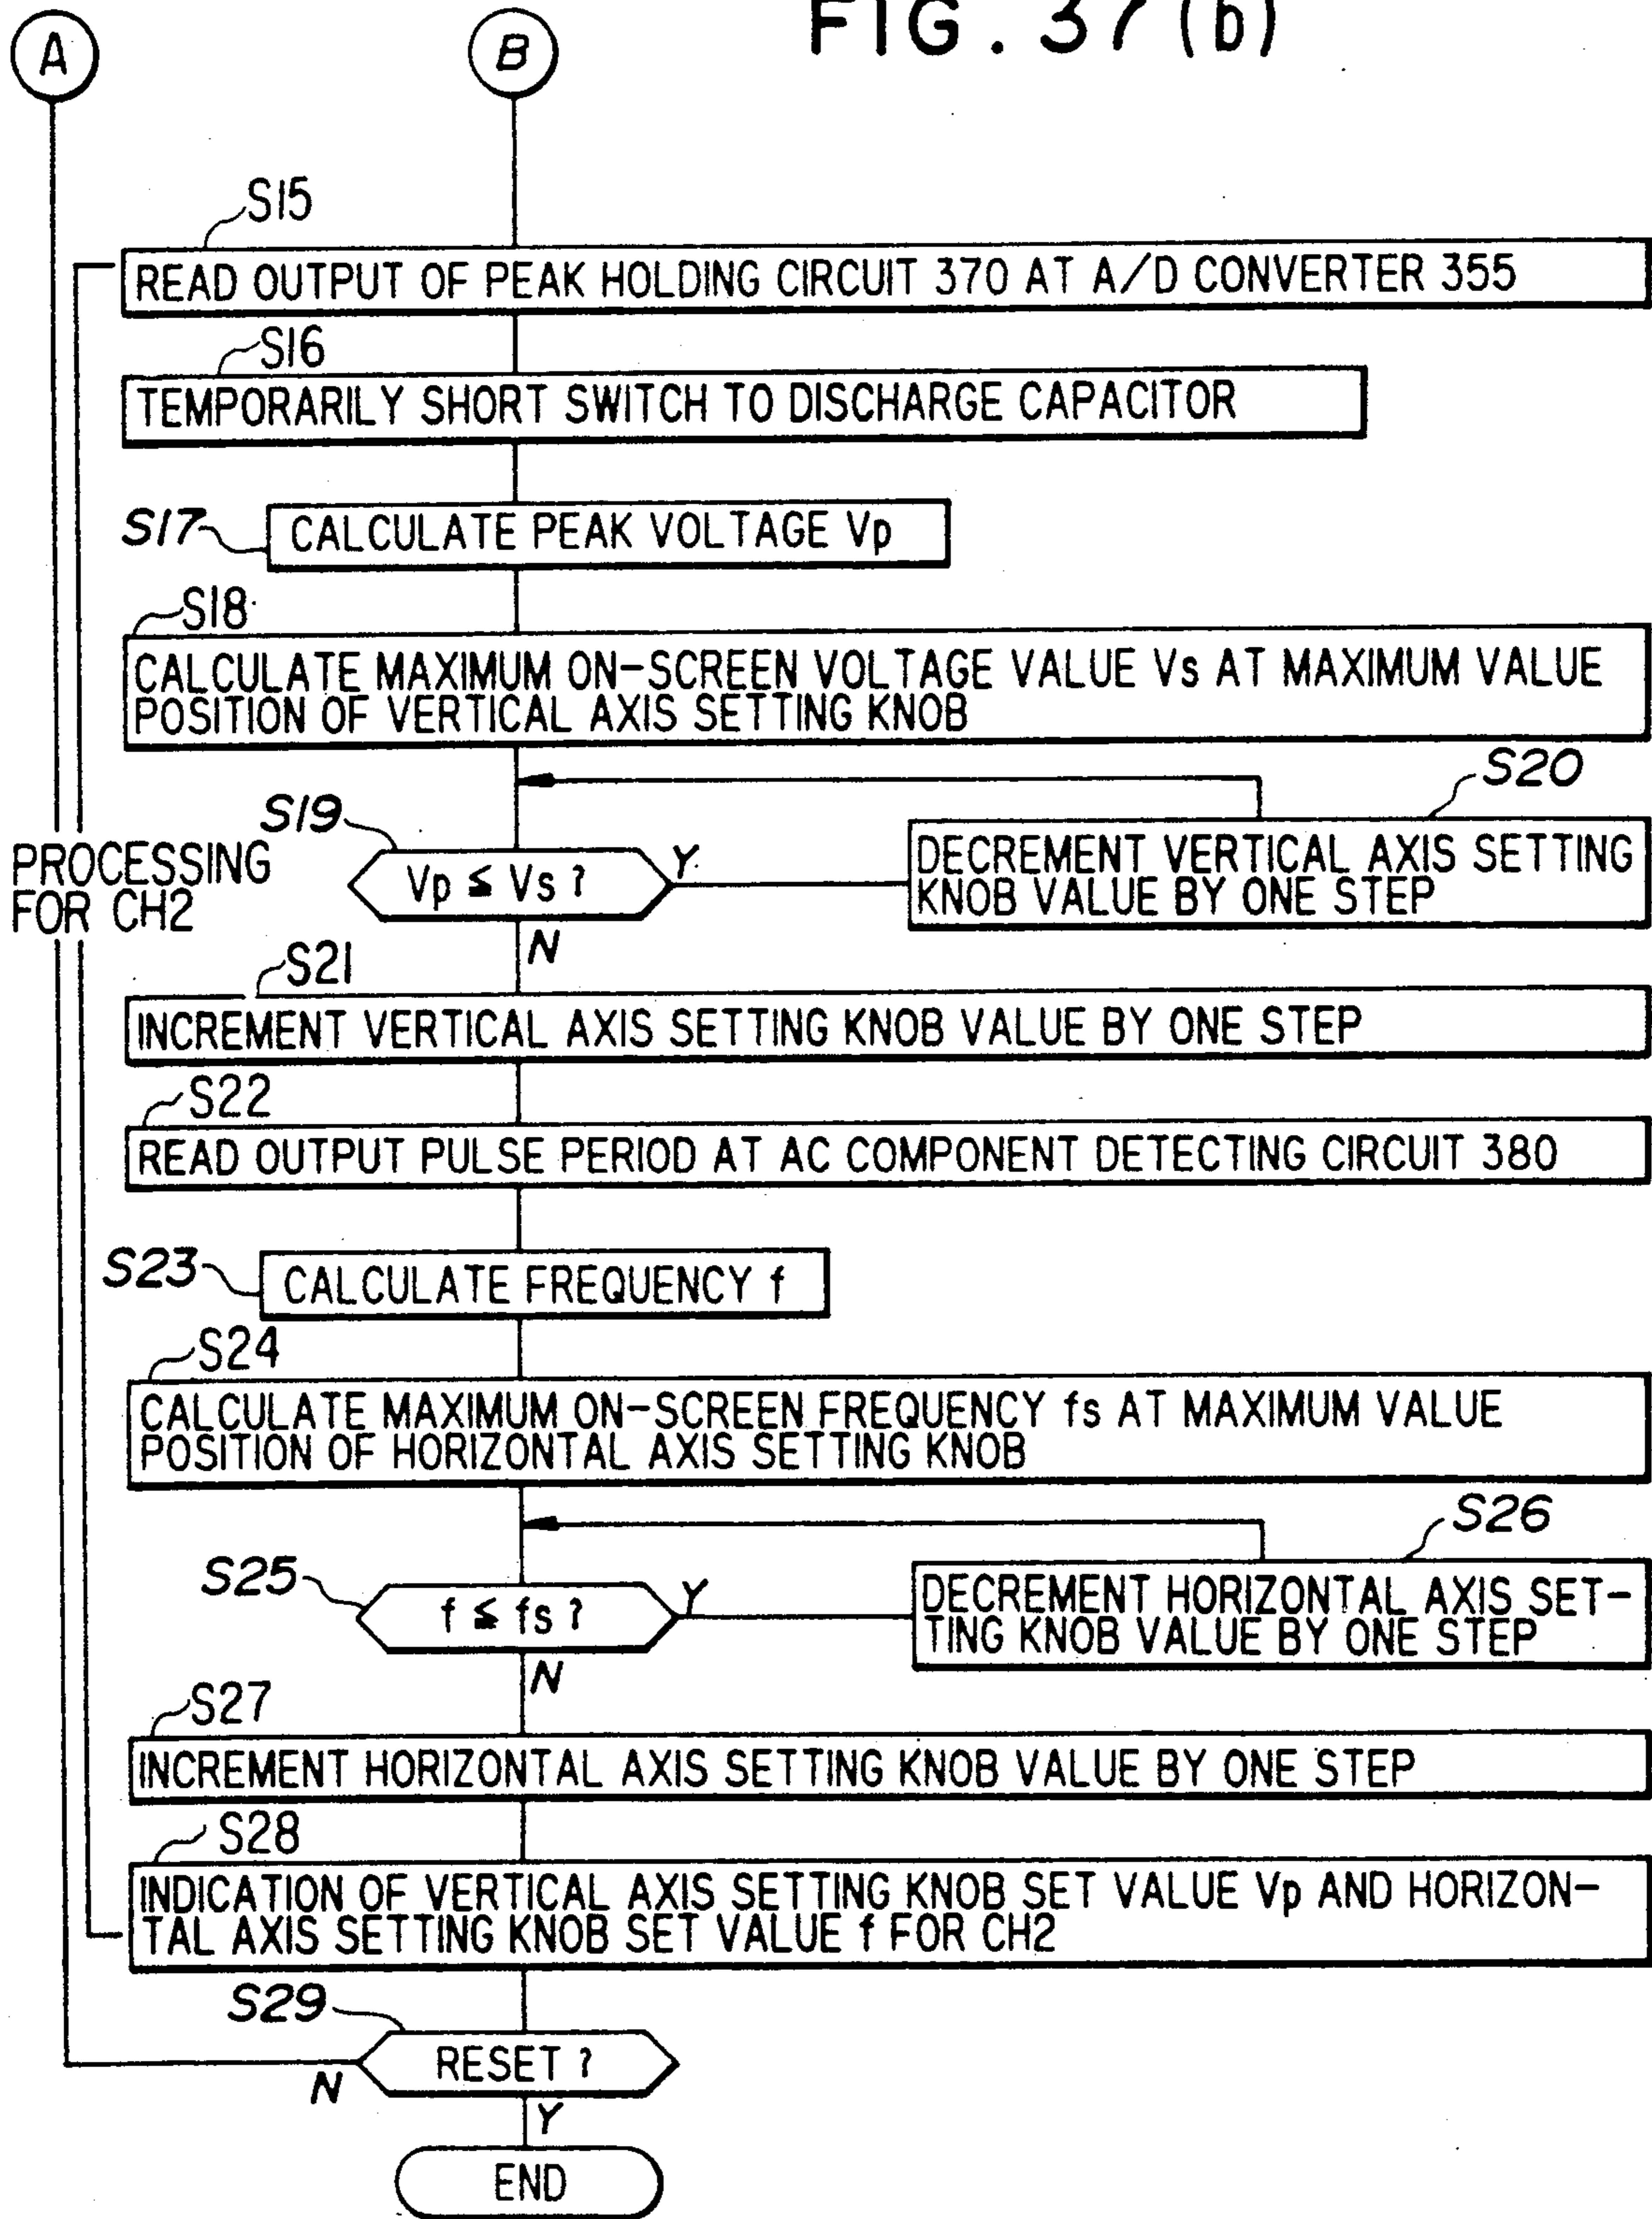 FIG. 37 (b)
A
B
S15
READ OUTPUT OF PEAK HOLDING CIRCUIT 370 AT A/D CONVERTER 355
S16
TEMPORARILY SHORT SWITCH TO DISCHARGE CAPACITOR
S17
CALCULATE PEAK VOLTAGE Vp
S18
CALCULATE MAXIMUM ON-SCREEN VOLTAGE VALUE Vs AT MAXIMUM VALUE
POSITION OF VERTICAL AXIS SETTING KNOB
S19
Vp ≦ Vs ?
Y
N
S20
DECREMENT VERTICAL AXIS SETTING
KNOB VALUE BY ONE STEP
PROCESSING
FOR CH2
S21
INCREMENT VERTICAL AXIS SETTING KNOB VALUE BY ONE STEP
S22
READ OUTPUT PULSE PERIOD AT AC COMPONENT DETECTING CIRCUIT 380
S23
CALCULATE FREQUENCY f
S24
CALCULATE MAXIMUM ON-SCREEN FREQUENCY fs AT MAXIMUM VALUE
POSITION OF HORIZONTAL AXIS SETTING KNOB
S25
f ≦ fs ?
Y
N
S26
DECREMENT HORIZONTAL AXIS SET-
TING KNOB VALUE BY ONE STEP
S27
INCREMENT HORIZONTAL AXIS SETTING KNOB VALUE BY ONE STEP
S28
INDICATION OF VERTICAL AXIS SETTING KNOB SET VALUE Vp AND HORIZON-
TAL AXIS SETTING KNOB SET VALUE f FOR CH2
S29
RESET ?
N
Y
END